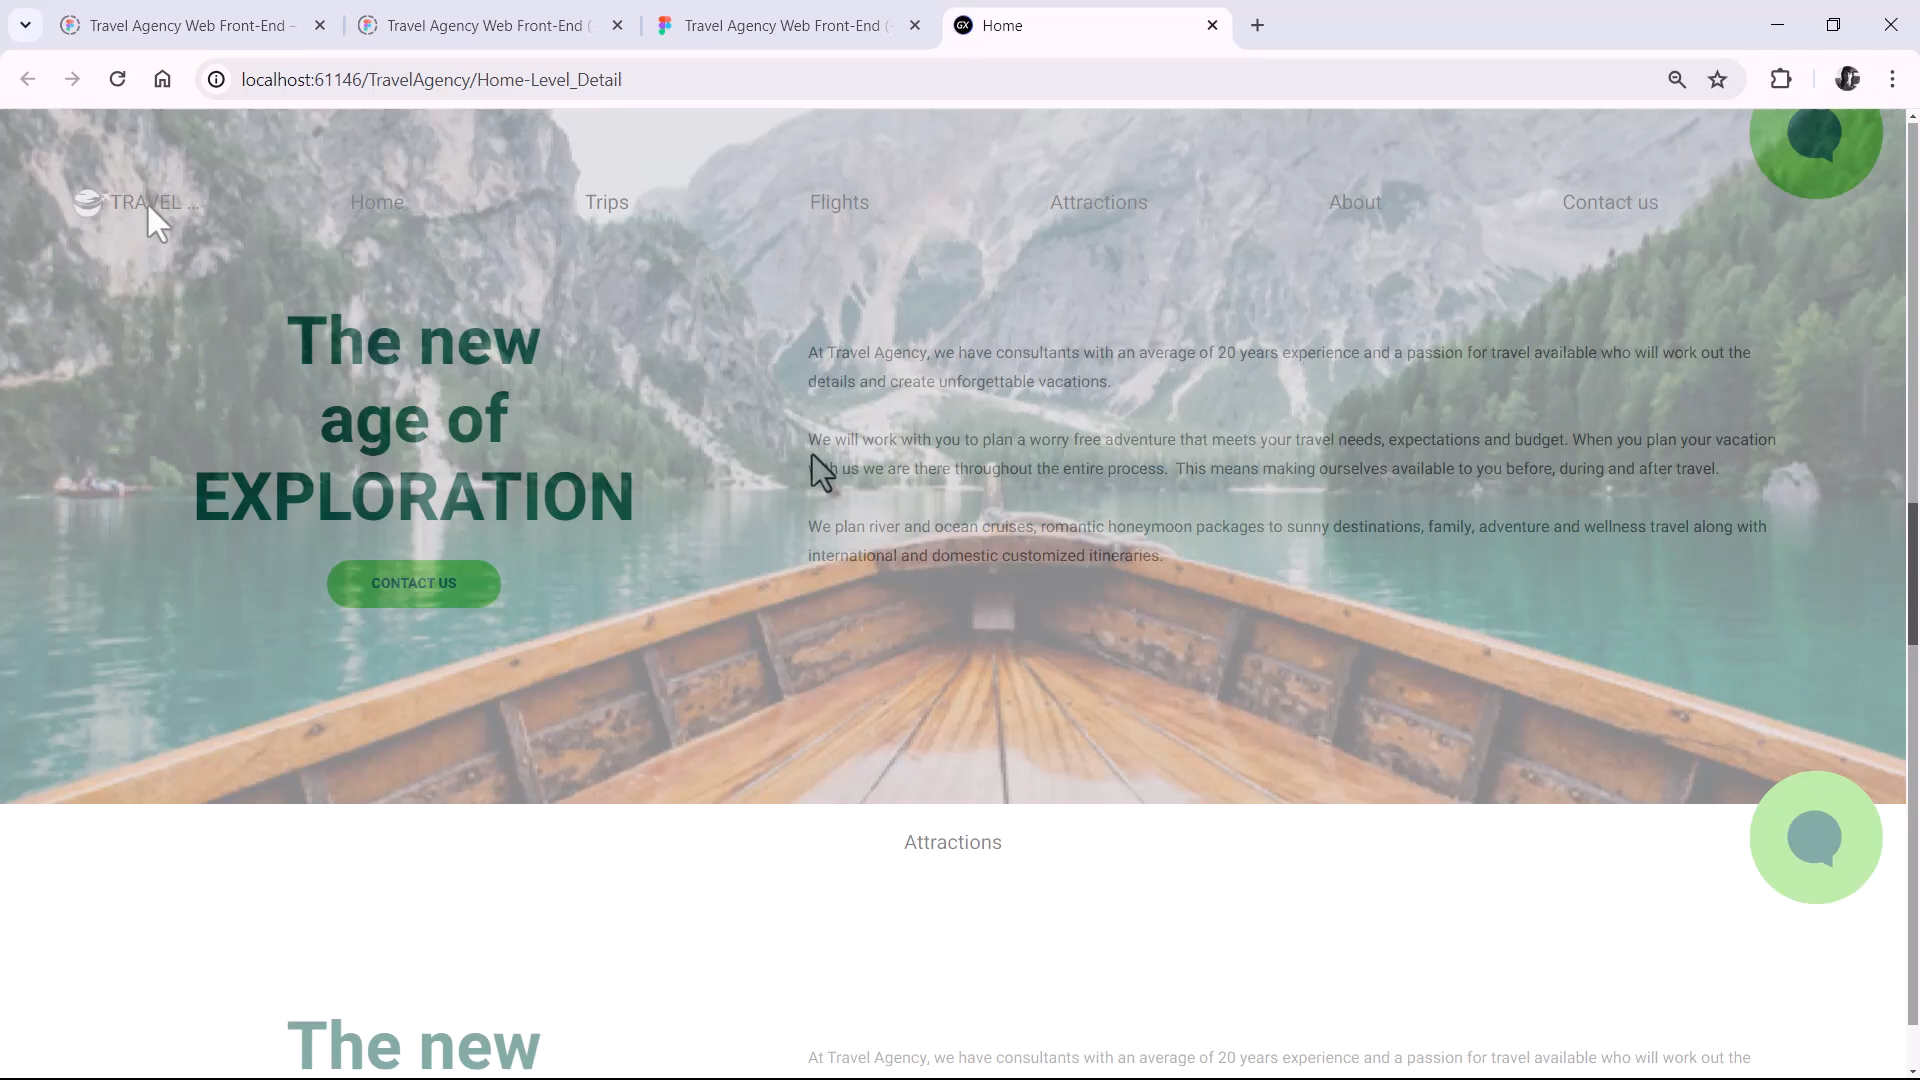 Travel Agency Web Front-End –
Travel Agency Web Front-End (
Travel Agency Web Front-End (
GX
Home
localhost:61146/TravelAgency/Home-Level_Detail
TRAVEL ...
Home
Trips
Flights
Attractions
About
Contact us
The new
age of
EXPLORATION
CONTACT US
At Travel Agency, we have consultants with an average of 20 years experience and a passion for travel available who will work out the
details and create unforgettable vacations.
We will work with you to plan a worry free adventure that meets your travel needs, expectations and budget. When you plan your vacation
us we are there throughout the entire process. This means making ourselves available to you before, during and after travel.
We plan river and ocean cruises, romantic honeymoon packages to sunny destinations, family, adventure and wellness travel along with
international and domestic customized itineraries.
Attractions
The new
At Travel Agency, we have consultants with an average of 20 years experience and a passion for travel available who will work out the